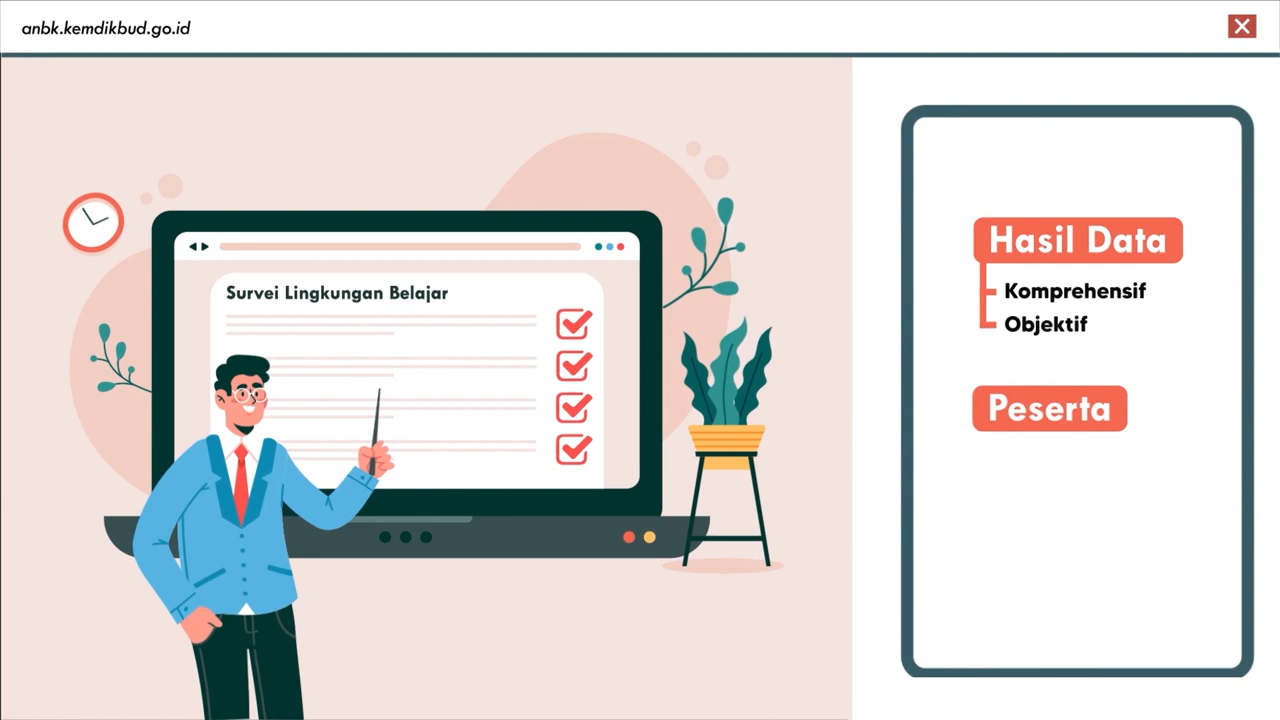 anbk.kemdikbud.go.id
Survei Lingkungan Belajar
Hasil Data
Komprehensif
Objektif
Peserta